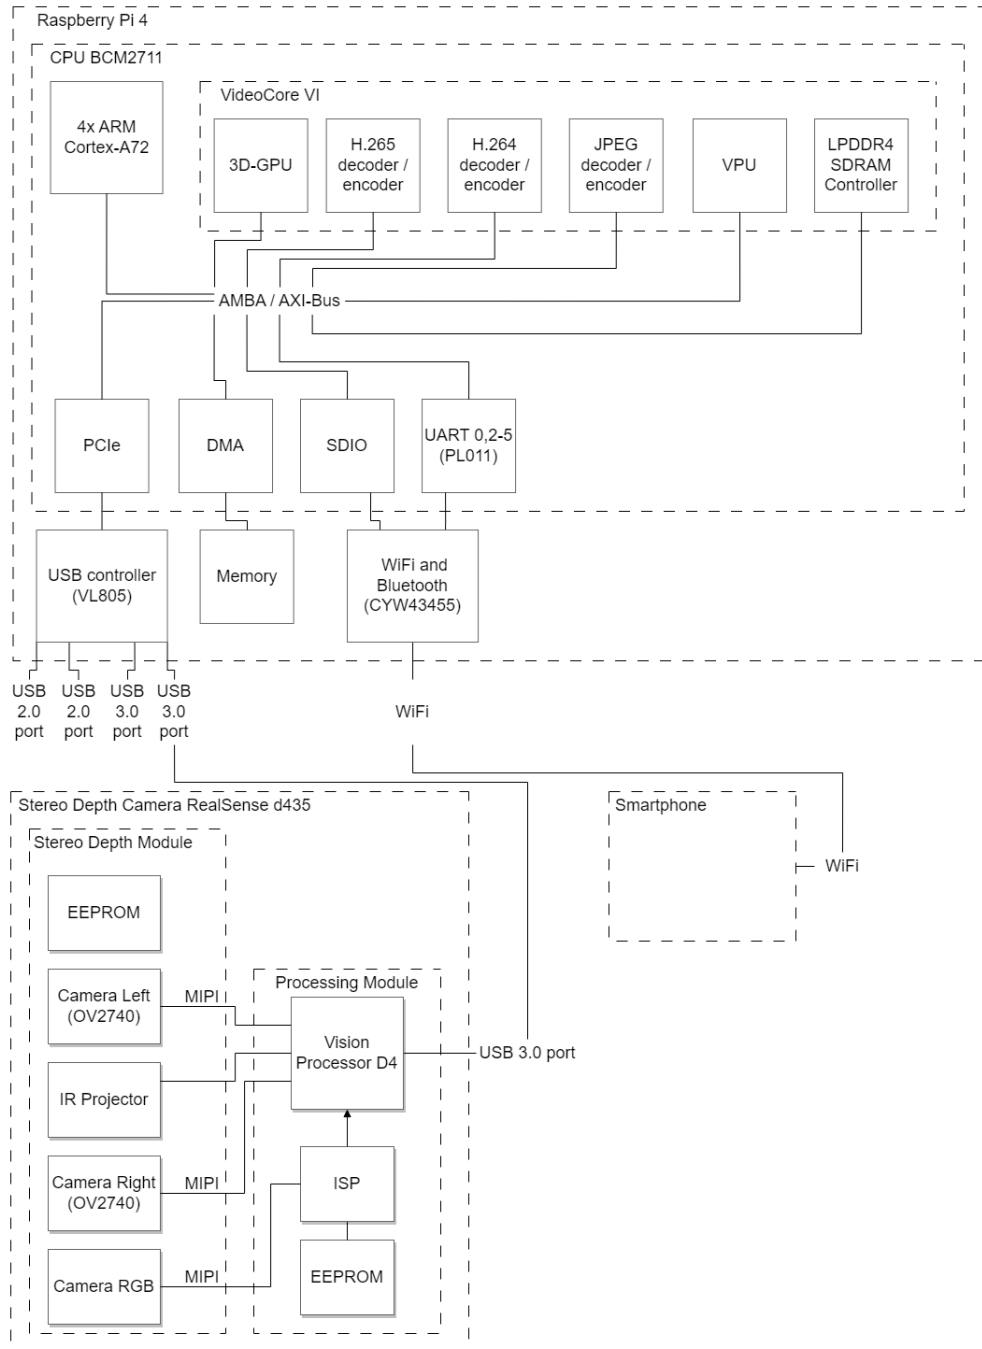 Raspberry Pi 4
CPU BCM2711
4x ARM
Cortex-A72
VideoCore VI
3D-GPU
H.265
decoder /
encoder
H.264
decoder /
encoder
JPEG
decoder /
encoder
VPU
LPDDR4
SDRAM
Controller
AMBA / AXI-Bus
PCIe
DMA
SDIO
UART 0,2-5
(PL011)
USB controller
(VL805)
Memory
WiFi and
Bluetooth
(CYW43455)
USB
2.0
port
USB
2.0
port
USB
3.0
port
USB
3.0
port
WiFi
Stereo Depth Camera RealSense d435
Stereo Depth Module
EEPROM
Camera Left
(OV2740)
MIPI
IR Projector
Camera Right
(OV2740)
MIPI
Camera RGB
MIPI
Processing Module
Vision
Processor D4
ISP
EEPROM
USB 3.0 port
Smartphone
WiFi